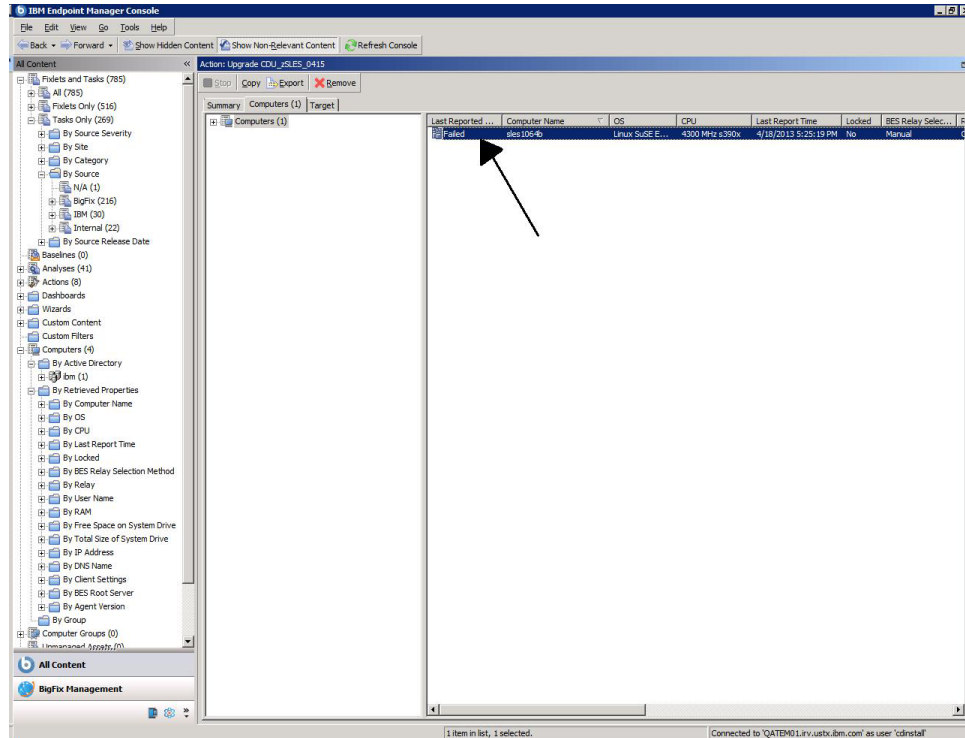 IBM Endpoint Manager Console
File Edit View Go Tools Help
Back Forward Show Hidden Content Show Non-Relevant Content Refresh Console
All Content
Fixlets and Tasks (785)
All (785)
Fixlets Only (516)
Tasks Only (269)
By Source Severity
By Site
By Category
By Source
N/A (1)
BigFix (216)
IBM (30)
Internal (22)
By Source Release Date
Baselines (0)
Analyses (41)
Actions (8)
Dashboards
Wizards
Custom Content
Custom Filters
Computers (4)
By Active Directory
ibm (1)
By Retrieved Properties
By Computer Name
By OS
By CPU
By Last Report Time
By Locked
By BES Relay Selection Method
By Relay
By User Name
By RAM
By Free Space on System Drive
By Total Size of System Drive
By IP Address
By DNS Name
By Client Settings
By BES Root Server
By Agent Version
By Group
Computer Groups (0)
Unmanaged Assets (0)
All Content
BigFix Management
Action: Upgrade CDU_zSLES_0415
Stop Copy Export Remove
Summary Computers (1) Target
Computers (1)
Last Reported ... Computer Name OS CPU Last Report Time Locked BES Relay Selec... R
Failed sles1064b Linux SuSE E... 4300 MHz s390x 4/18/2013 5:25:19 PM No Manual
1 item in list, 1 selected.
Connected to 'QATEM01.irv.ustx.ibm.com' as user 'cdinstall'